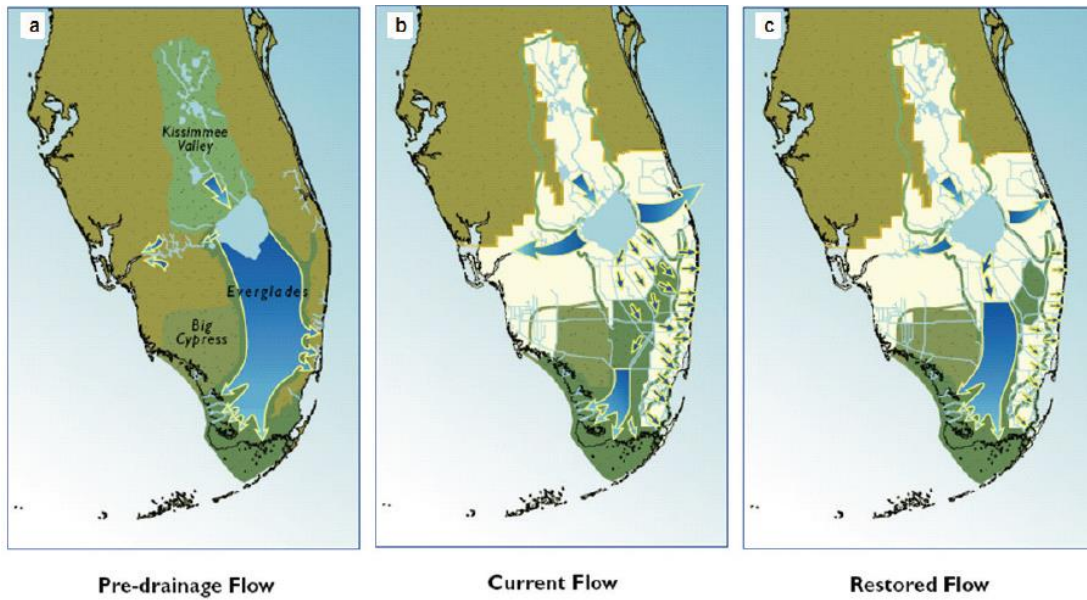 a
Kissimmee
Valley
Everglades
Big
Cypress
b
c
Pre-drainage Flow
Current Flow
Restored Flow